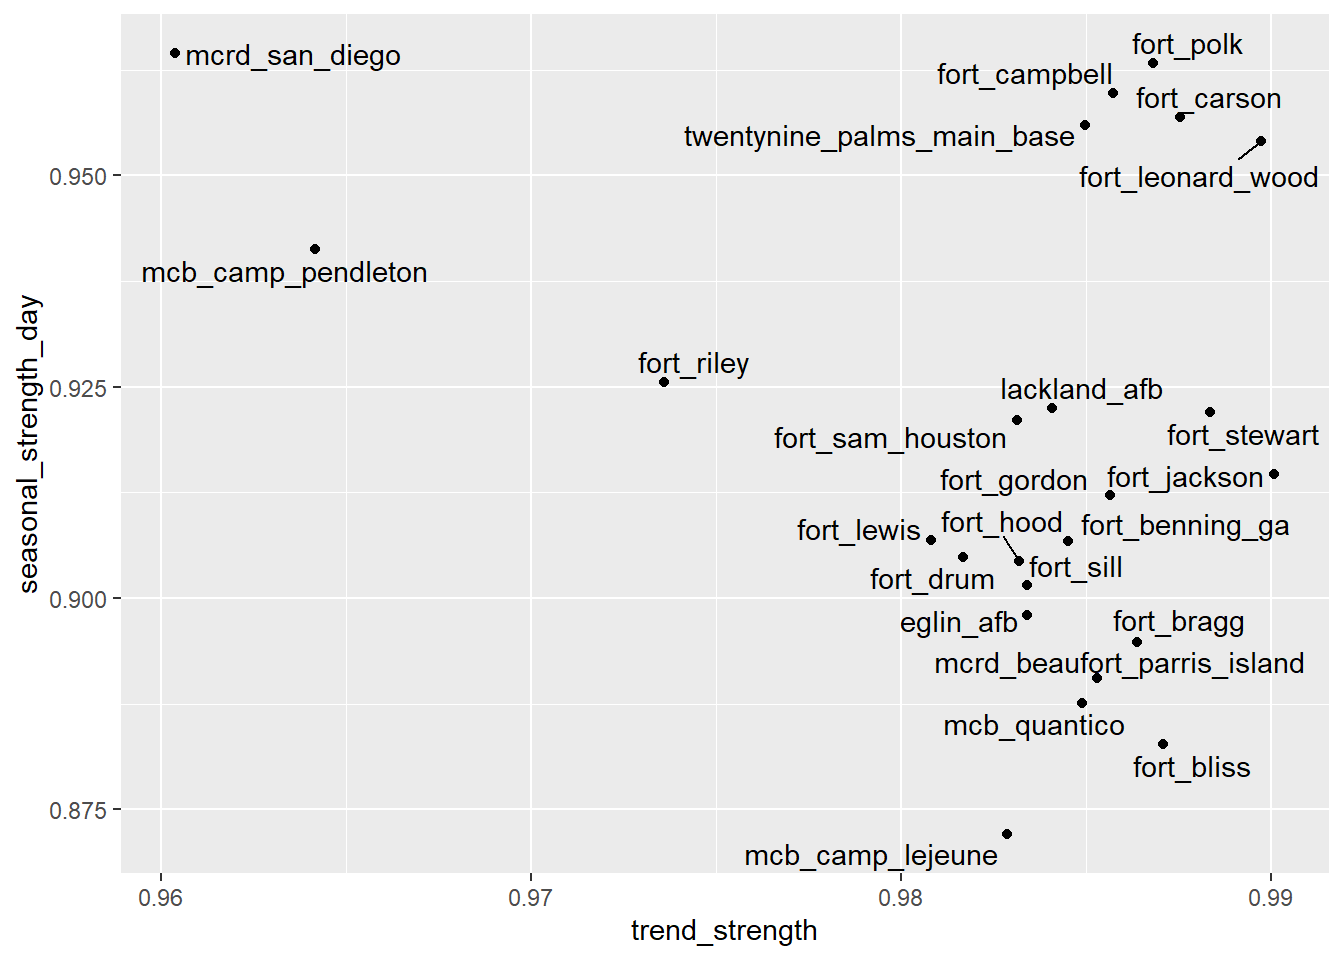 fort_polk
mcrd_san_diego
fort_campbell
fort_carson
twentynine_palms_main_base
fort_leonard_wood
mcb_camp_pendleton
fort_riley
lackland_afb
fort_sam_houston
fort_stewart
fort_gordon
fort_jackson
fort_lewis
fort_hood
fort_benning_ga
fort_drum
fort_sill
eglin_afb
fort_bragg
mcrd_beaufort_parris_island
mcb_quantico
fort_bliss
mcb_camp_lejeune
seasonal_strength_day
0.950
0.925
0.900
0.875
0.96
0.97
0.98
0.99
trend_strength